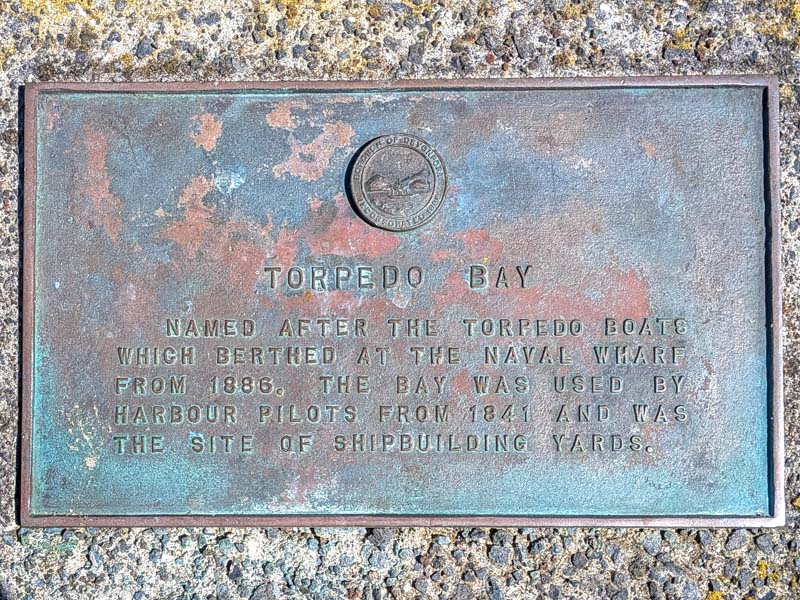 BOROUGH OF DEVONPORT
INCORPORATED
TORPEDO BAY
NAMED AFTER THE TORPEDO BOATS
WHICH BERTHED AT THE NAVAL WHARF
FROM 1886. THE BAY WAS USED BY
HARBOUR PILOTS FROM 1841 AND WAS
THE SITE OF SHIPBUILDING YARDS.